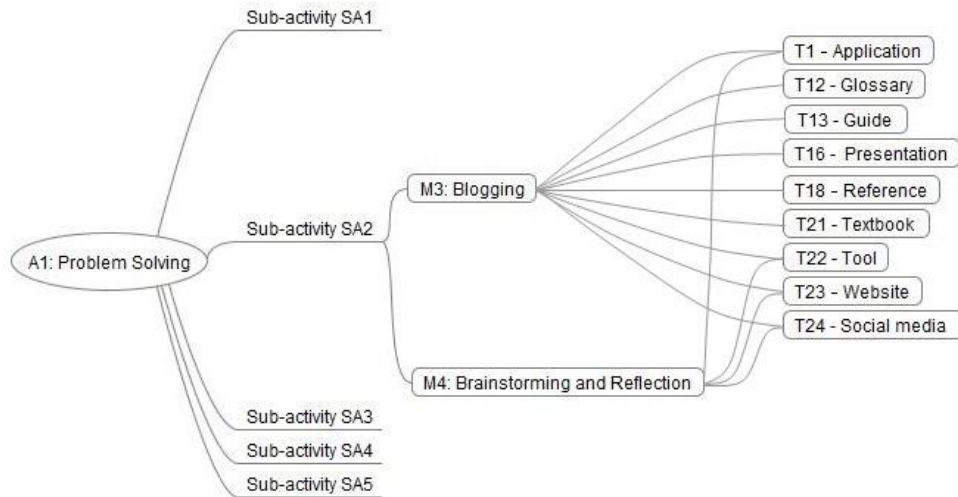 Sub-activity SA1
T1 - Application
T12 - Glossary
T13 - Guide
T16 - Presentation
M3: Blogging
T18 - Reference
Sub-activity SA2
T21 - Textbook
A1: Problem Solving
T22 - Tool
T23 - Website
T24 - Social media
M4: Brainstorming and Reflection
Sub-activity SA3
Sub-activity SA4
Sub-activity SA5